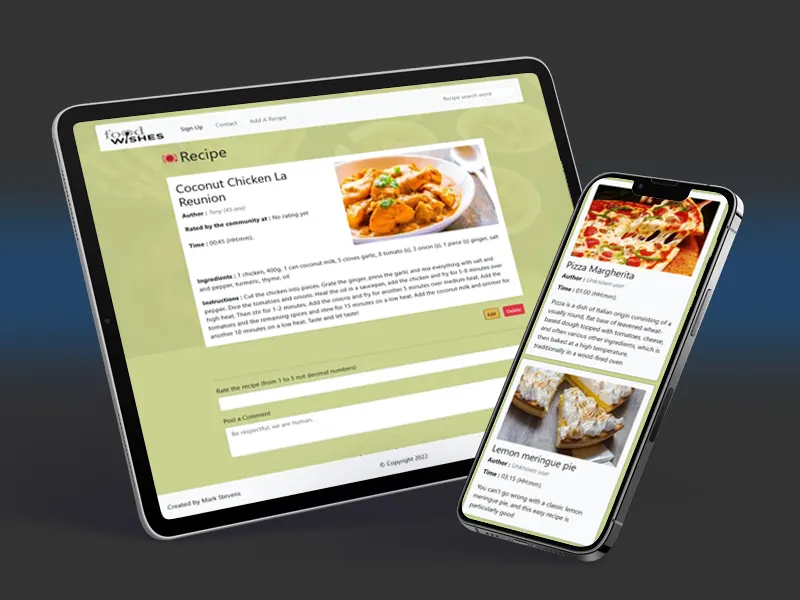 food
WISHES
Sign Up
Contact
Add A Recipe
Recipe search word
Recipe
Coconut Chicken La
Reunion
Author : Tony (45 ans)
Rated by the community at : No rating yet
Time : 00:45 (HH:mm).
Ingredients : 1 chicken, 400g, 1 can coconut milk, 5 cloves garlic, 8 tomato (s), 3 onion (s), 1 piece (s) ginger, salt
and pepper, turmeric, thyme, oil
Instructions : Cut the chicken into pieces. Grate the ginger, press the garlic and mix everything with salt and
pepper. Dice the tomatoes and onions. Heat the oil in a saucepan, add the chicken and fry for 5-8 minutes over
high heat. Then stir for 1-2 minutes. Add the onions and fry for another 5 minutes over medium heat. Add the
tomatoes and the remaining spices and stew for 15 minutes on a low heat. Add the coconut milk and simmer for
another 10 minutes on a low heat. Taste and let taste!
Edit
Delete
Rate the recipe (from 1 to 5 not decimal numbers)
Post a Comment
Be respectful, we are human.
© Copyright 2022
Created by Mark Stevens
Pizza Margherita
Author : Unknown user
Time : 01:00 (HH:mm).
Pizza is a dish of Italian origin consisting of a
usually round, flat base of leavened wheat-
based dough topped with tomatoes, cheese,
and often various other ingredients, which is
then baked at a high temperature,
traditionally in a wood-fired oven
Lemon meringue pie
Author : Unknown user
Time : 03:15 (HH:mm).
You can't go wrong with a classic lemon
meringue pie, and this easy recipe is
particularly good